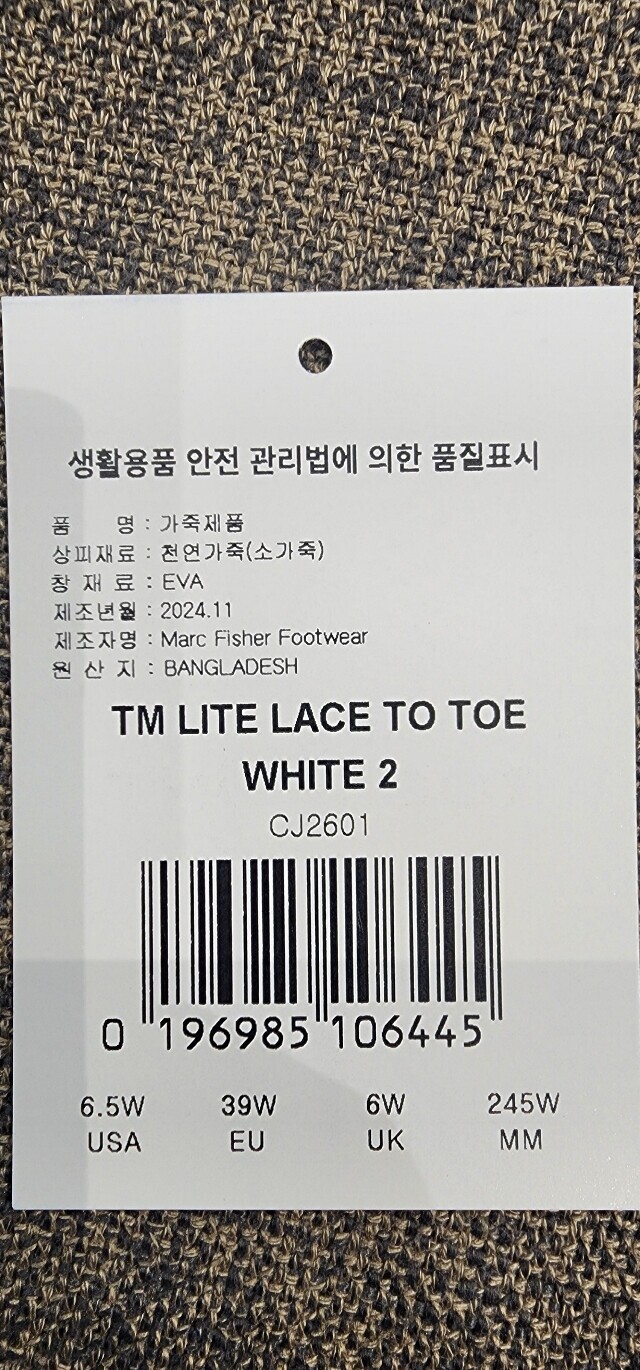 생활용품 안전 관리법에 의한 품질표시
품 명 : 가죽제품
상피재료 : 천연가죽(소가죽)
창 재 료 : EVA
제조년월 : 2024.11
제조자명 : Marc Fisher Footwear
원 산 지 : BANGLADESH
TM LITE LACE TO TOE
WHITE 2
CJ2601
0 196985 106445
6.5W 39W 6W 245W
USA EU UK MM